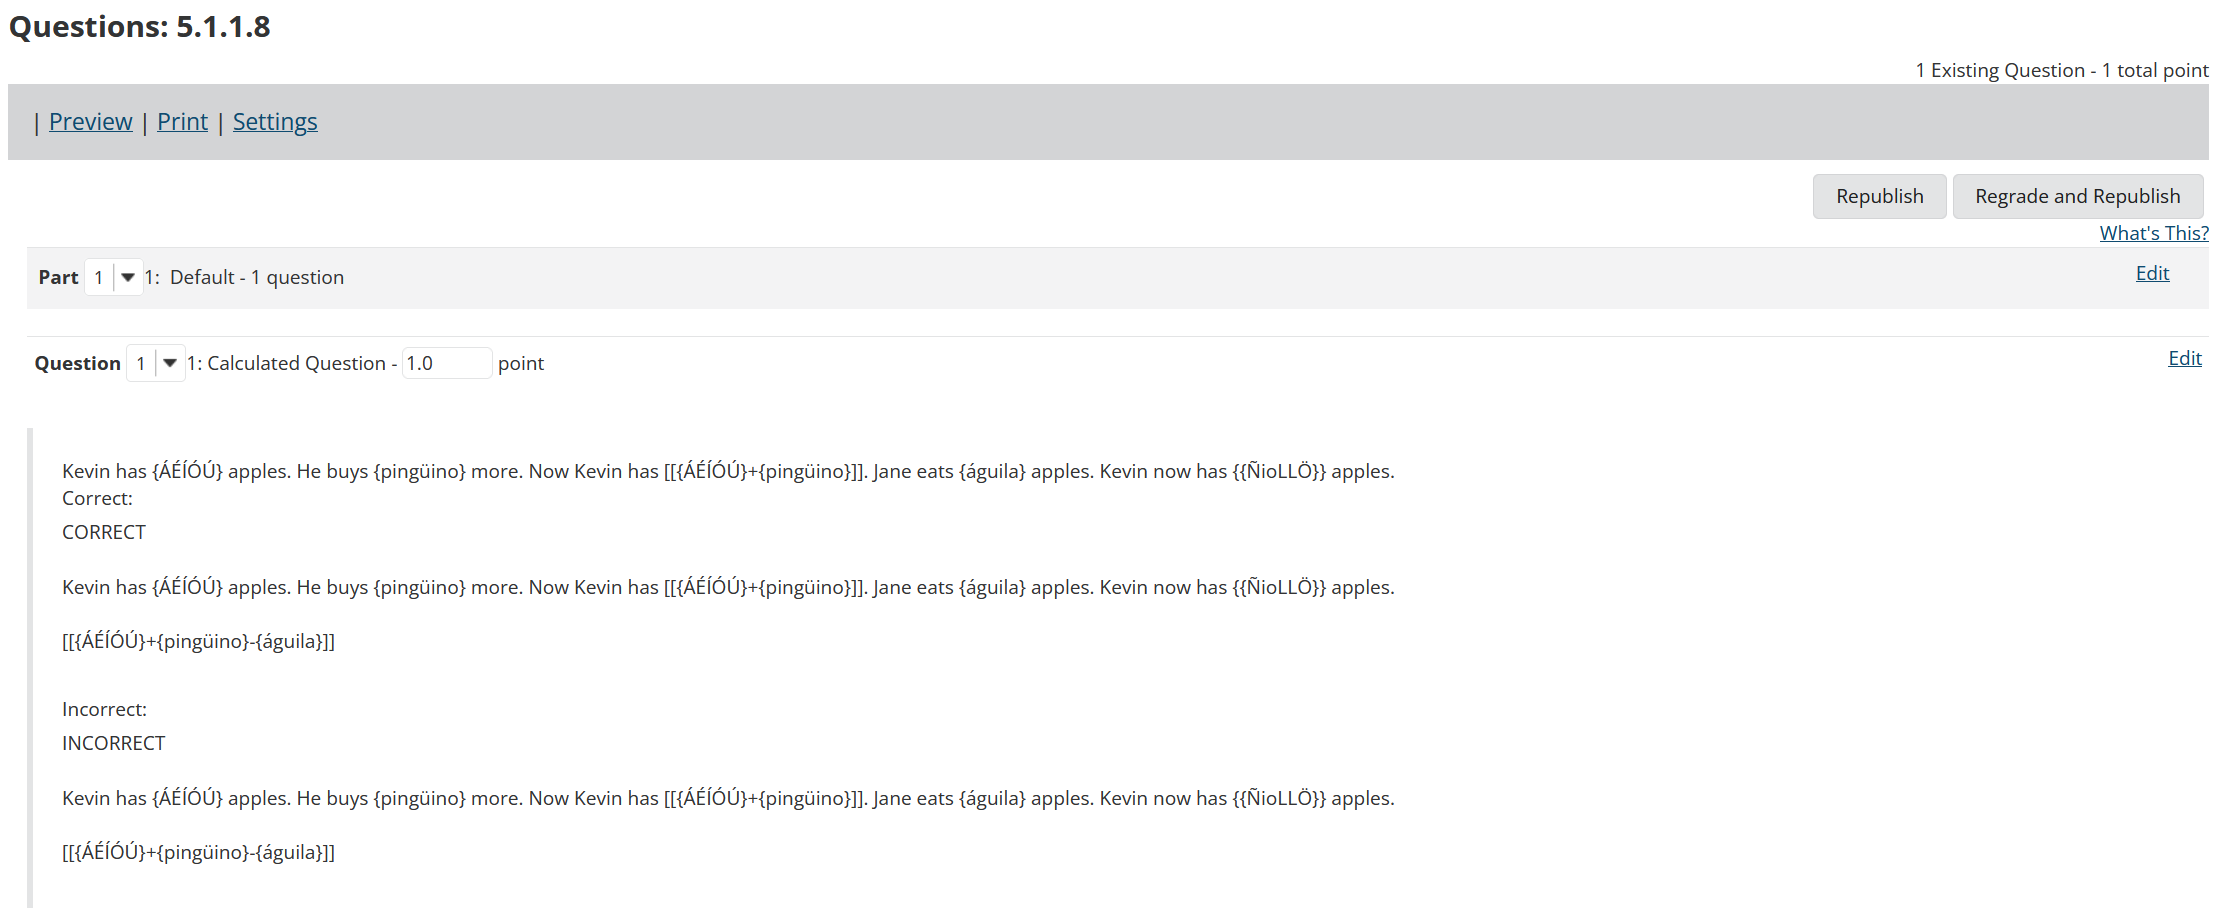 Questions: 5.1.1.8
1 Existing Question - 1 total point
| Preview | Print | Settings
Republish Regrade and Republish
What's This?
Part 1 1: Default - 1 question Edit
Question 1 1: Calculated Question - 1.0 point Edit
Kevin has {ÁÉÍÓÚ} apples. He buys {pingüino} more. Now Kevin has [[{ÁÉÍÓÚ}+{pingüino}]]. Jane eats {águila} apples. Kevin now has {{ÑioLLÖ}} apples.
Correct:
CORRECT
Kevin has {ÁÉÍÓÚ} apples. He buys {pingüino} more. Now Kevin has [[{ÁÉÍÓÚ}+{pingüino}]]. Jane eats {águila} apples. Kevin now has {{ÑioLLÖ}} apples.
[[{ÁÉÍÓÚ}+{pingüino}-{águila}]]
Incorrect:
INCORRECT
Kevin has {ÁÉÍÓÚ} apples. He buys {pingüino} more. Now Kevin has [[{ÁÉÍÓÚ}+{pingüino}]]. Jane eats {águila} apples. Kevin now has {{ÑioLLÖ}} apples.
[[{ÁÉÍÓÚ}+{pingüino}-{águila}]]